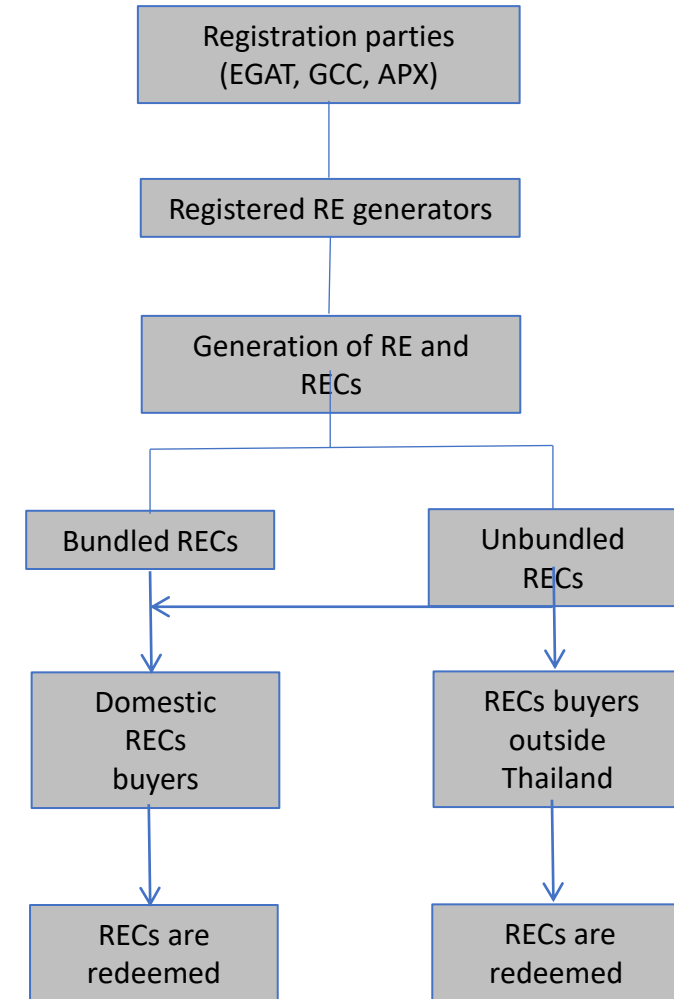 Registration parties
(EGAT, GCC, APX)
Registered RE generators
Generation of RE and
RECs
Bundled RECs
Unbundled
RECs
Domestic
RECs
buyers
RECs buyers
outside
Thailand
RECs are
redeemed
RECs are
redeemed